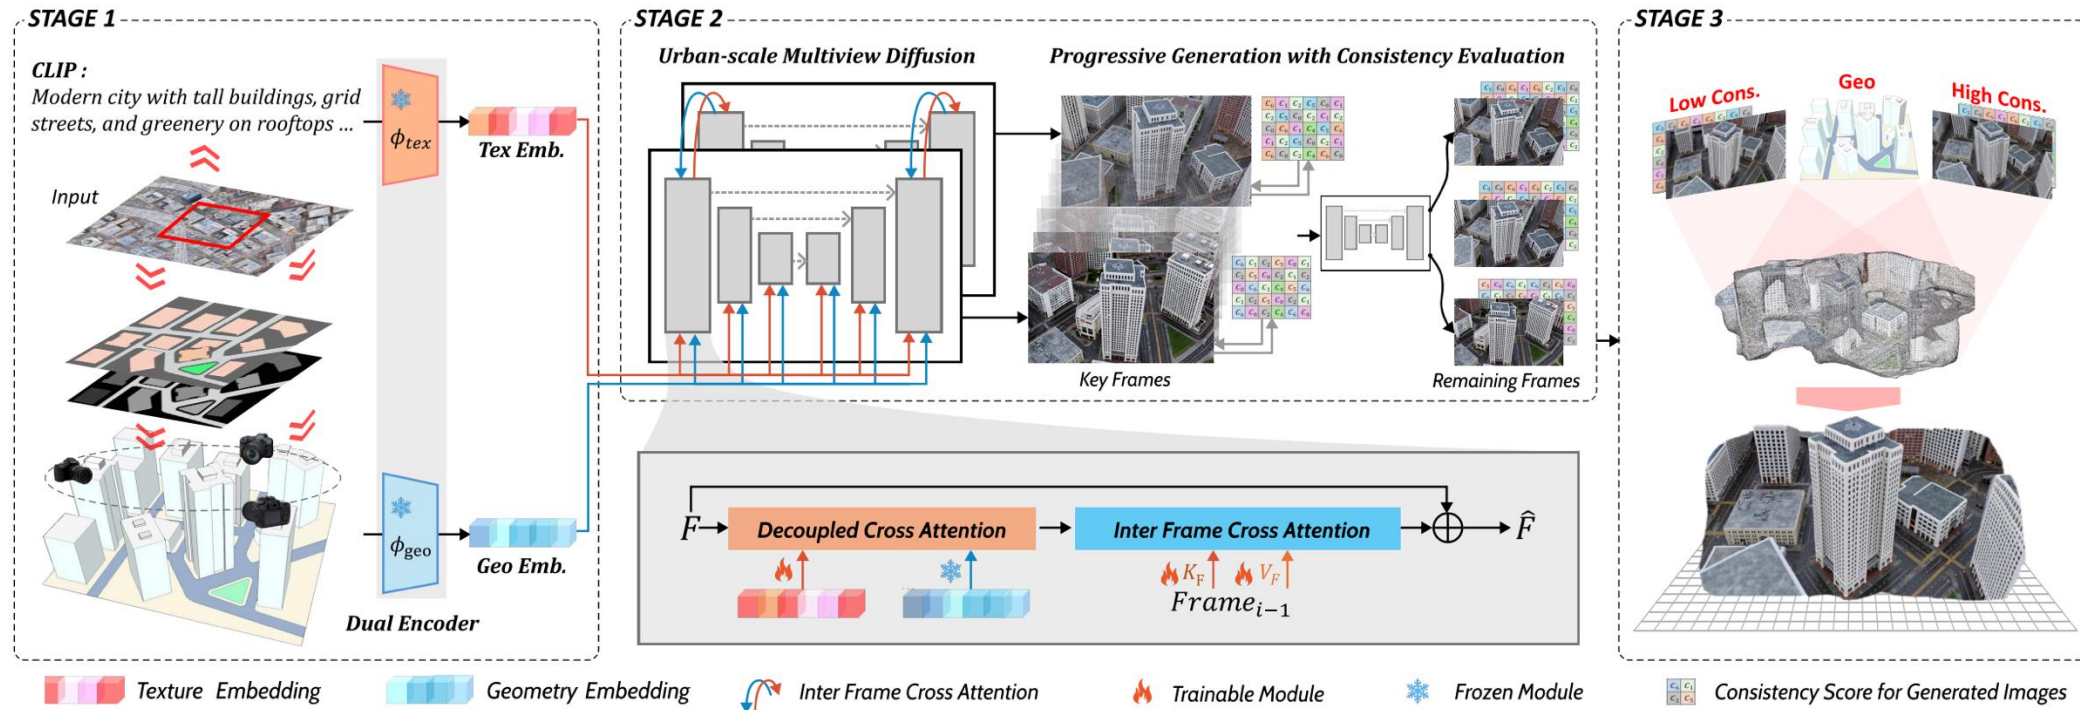 STAGE 1
CLIP :
Modern city with tall buildings, grid
streets, and greenery on rooftops ...
ϕtex
Tex Emb.
Input
ϕgeo
Geo Emb.
Dual Encoder
STAGE 2
Urban-scale Multiview Diffusion
Progressive Generation with Consistency Evaluation
Key Frames
Remaining Frames
F
Decoupled Cross Attention
Inter Frame Cross Attention
F̂
K_F
V_F
Frame_{i−1}
STAGE 3
Low Cons.
Geo
High Cons.
Texture Embedding
Geometry Embedding
Inter Frame Cross Attention
Trainable Module
Frozen Module
Consistency Score for Generated Images